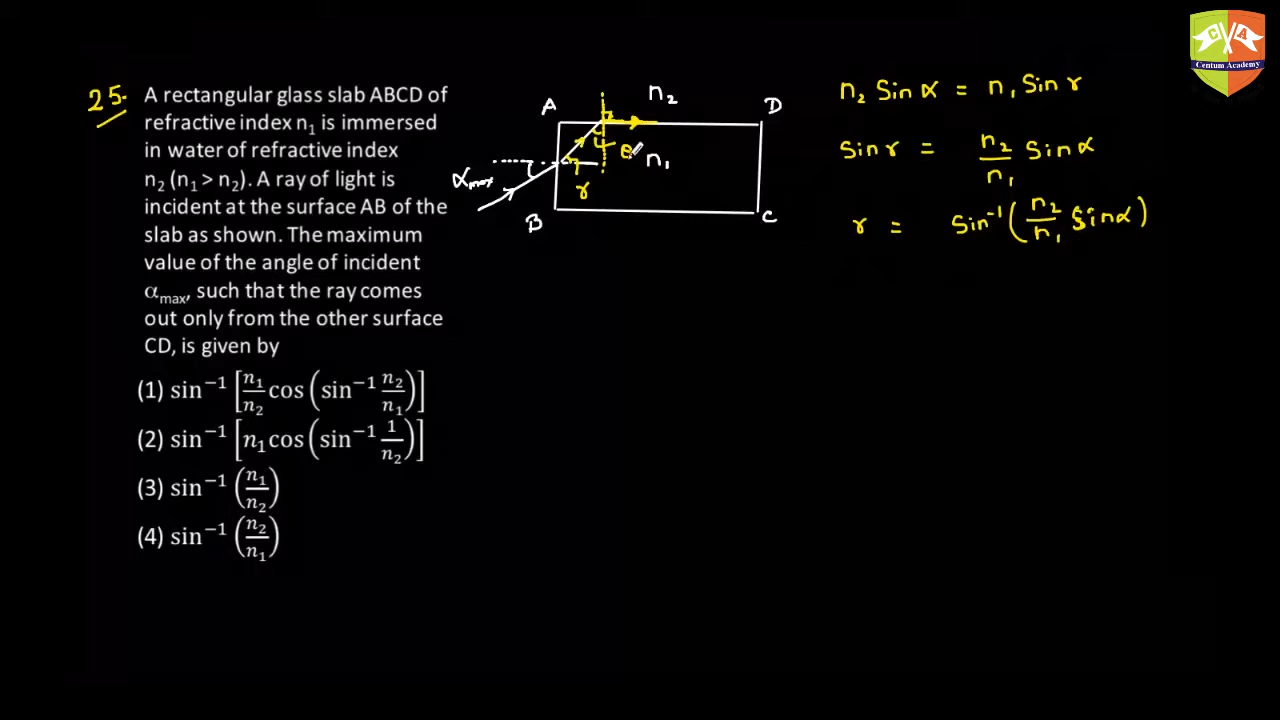 25.
A rectangular glass slab ABCD of
refractive index n₁ is immersed
in water of refractive index
n₂ (n₁ > n₂). A ray of light is
incident at the surface AB of the
slab as shown. The maximum
value of the angle of incident
αmax, such that the ray comes
out only from the other surface
CD, is given by
(1) sin⁻¹ [n₁/n₂ cos (sin⁻¹ n₂/n₁)]
(2) sin⁻¹ [n₁cos (sin⁻¹ 1/n₂)]
(3) sin⁻¹ (n₁/n₂)
(4) sin⁻¹ (n₂/n₁)
A
n₂
D
θ
n₁
αmax
r
B
C
n₂ Sin α = n₁ Sin r
Sin r = n₂/n₁ Sin α
r = Sin⁻¹ (n₂/n₁ Sin α)
C A
Centum Academy